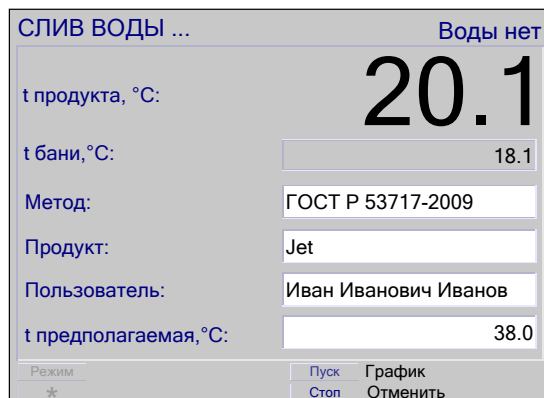 СЛИВ ВОДЫ ... Воды нет
t продукта, °C: 20.1
t бани,°C: 18.1
Метод: ГОСТ Р 53717-2009
Продукт: Jet
Пользователь: Иван Иванович Иванов
t предполагаемая,°C: 38.0
Режим Пуск График
* Стоп Отменить